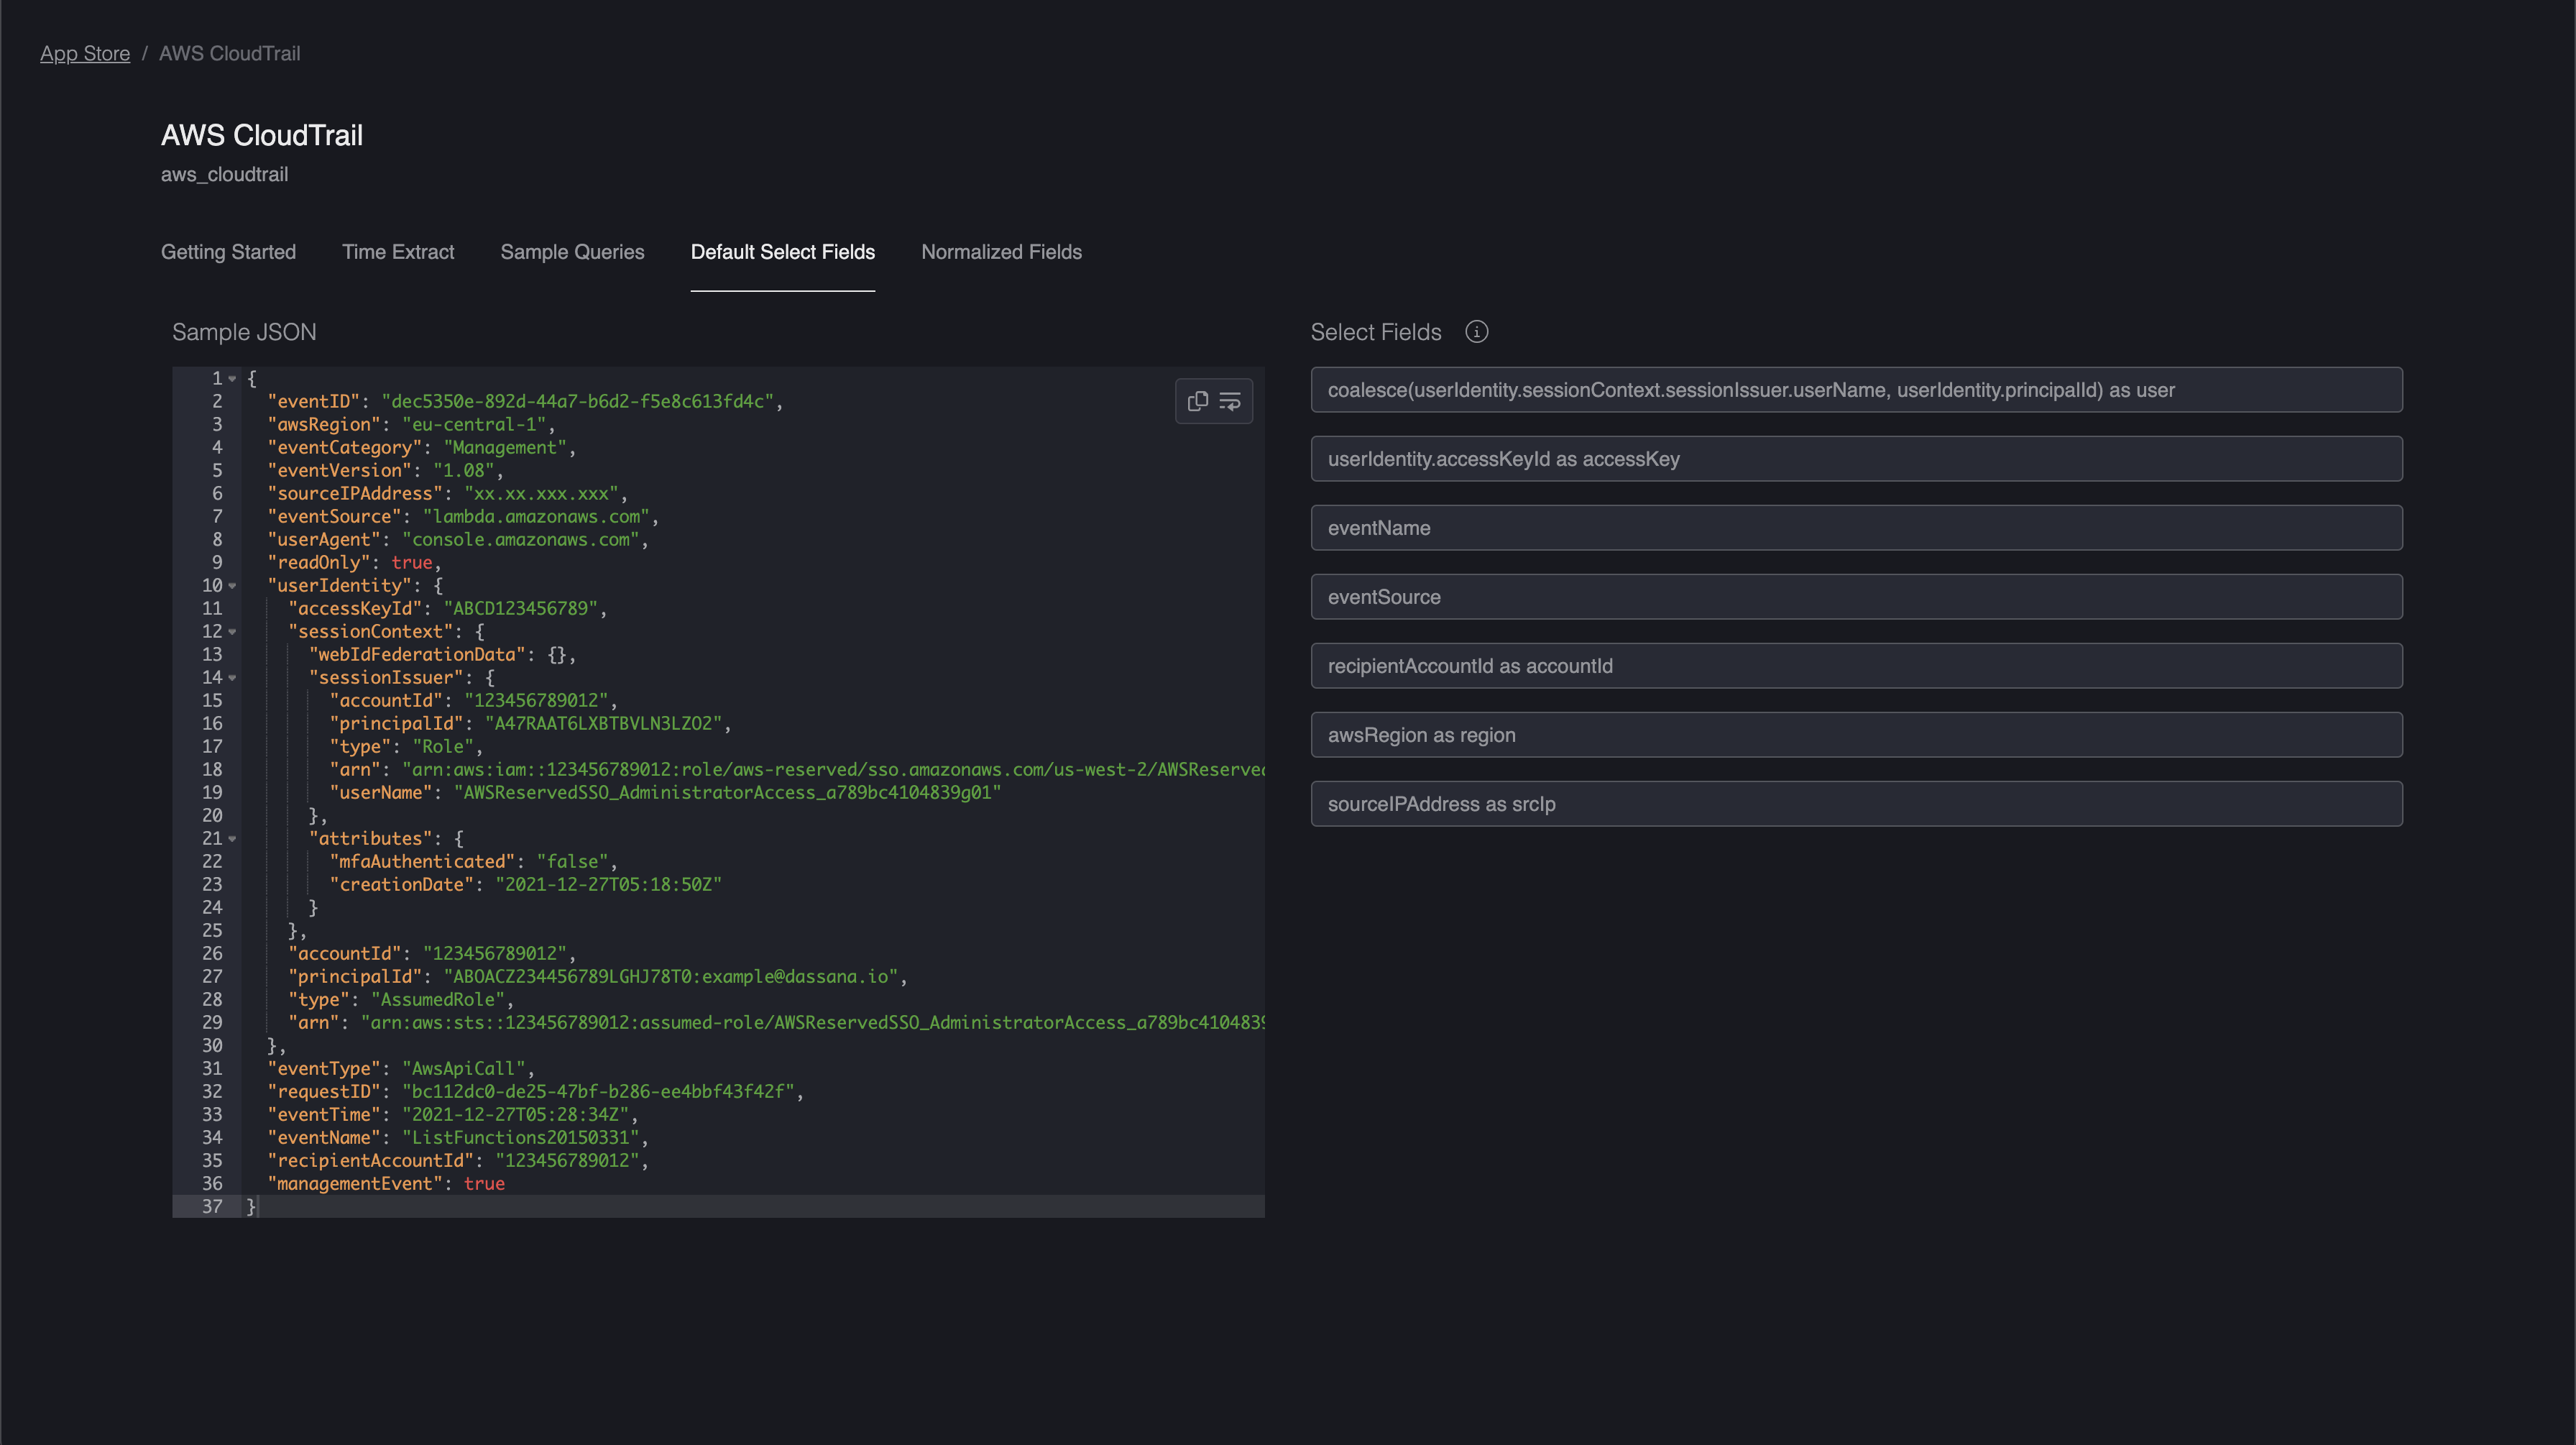 App Store / AWS CloudTrail
AWS CloudTrail
aws_cloudtrail
Getting Started Time Extract Sample Queries Default Select Fields Normalized Fields
Sample JSON
1 {
2 "eventID": "dec5350e-892d-44a7-b6d2-f5e8c613fd4c",
3 "awsRegion": "eu-central-1",
4 "eventCategory": "Management",
5 "eventVersion": "1.08",
6 "sourceIPAddress": "xx.xx.xxx.xxx",
7 "eventSource": "lambda.amazonaws.com",
8 "userAgent": "console.amazonaws.com",
9 "readOnly": true,
10 "userIdentity": {
11 "accessKeyId": "ABCD123456789",
12 "sessionContext": {
13 "webIdFederationData": {},
14 "sessionIssuer": {
15 "accountId": "123456789012",
16 "principalId": "A47RAAT6LXBTBVLN3LZO2",
17 "type": "Role",
18 "arn": "arn:aws:iam::123456789012:role/aws-reserved/sso.amazonaws.com/us-west-2/AWSReserved
19 "userName": "AWSReservedSSO_AdministratorAccess_a789bc4104839g01"
20 },
21 "attributes": {
22 "mfaAuthenticated": "false",
23 "creationDate": "2021-12-27T05:18:50Z"
24 }
25 },
26 "accountId": "123456789012",
27 "principalId": "ABOACZ234456789LGHJ78T0:example@dassana.io",
28 "type": "AssumedRole",
29 "arn": "arn:aws:sts::123456789012:assumed-role/AWSReservedSSO_AdministratorAccess_a789bc4104839
30 },
31 "eventType": "AwsApiCall",
32 "requestID": "bc112dc0-de25-47bf-b286-ee4bbf43f42f",
33 "eventTime": "2021-12-27T05:28:34Z",
34 "eventName": "ListFunctions20150331",
35 "recipientAccountId": "123456789012",
36 "managementEvent": true
37 }
Select Fields
coalesce(userIdentity.sessionContext.sessionIssuer.userName, userIdentity.principalId) as user
userIdentity.accessKeyId as accessKey
eventName
eventSource
recipientAccountId as accountId
awsRegion as region
sourceIPAddress as srcIp